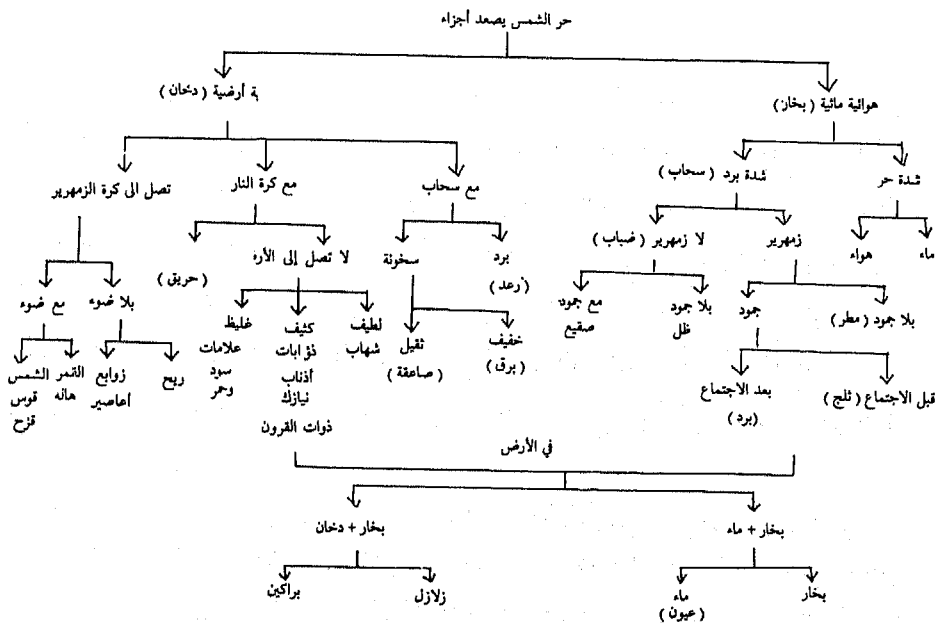 حر الشمس يصعد أجزاء
هوائية مائية (بخار)
ية أرضية (دخان)
شدة حر
شدة برد (سحاب)
مع سحاب
مع كرة النار
تصل الى كرة الزمهرير
ماء
هواء
زمهرير
لا زمهرير (ضباب)
برد
(رعد)
سخونة
لا تصل إلى الأر
(حريق)
بلا ضوء
مع ضوء
بلا جمود (مطر)
جمود
بلا جمود
ظل
مع جمود
صقيع
خفيف
(برق)
ثقيل
(صاعقة)
لطيف
شهاب
كثيف
ذؤابات
أذناب
نيازك
ذوات القرون
غليظ
علامات
سود
وحمر
ريح
زوابع
أعاصير
القمر
هاله
الشمس
قوس
قزح
قبل الاجتماع (ثلج)
بعد الاجتماع
(برد)
في الأرض
بخار + ماء
بخار + دخان
بخار
ماء
(عيون)
زلازل
براكين